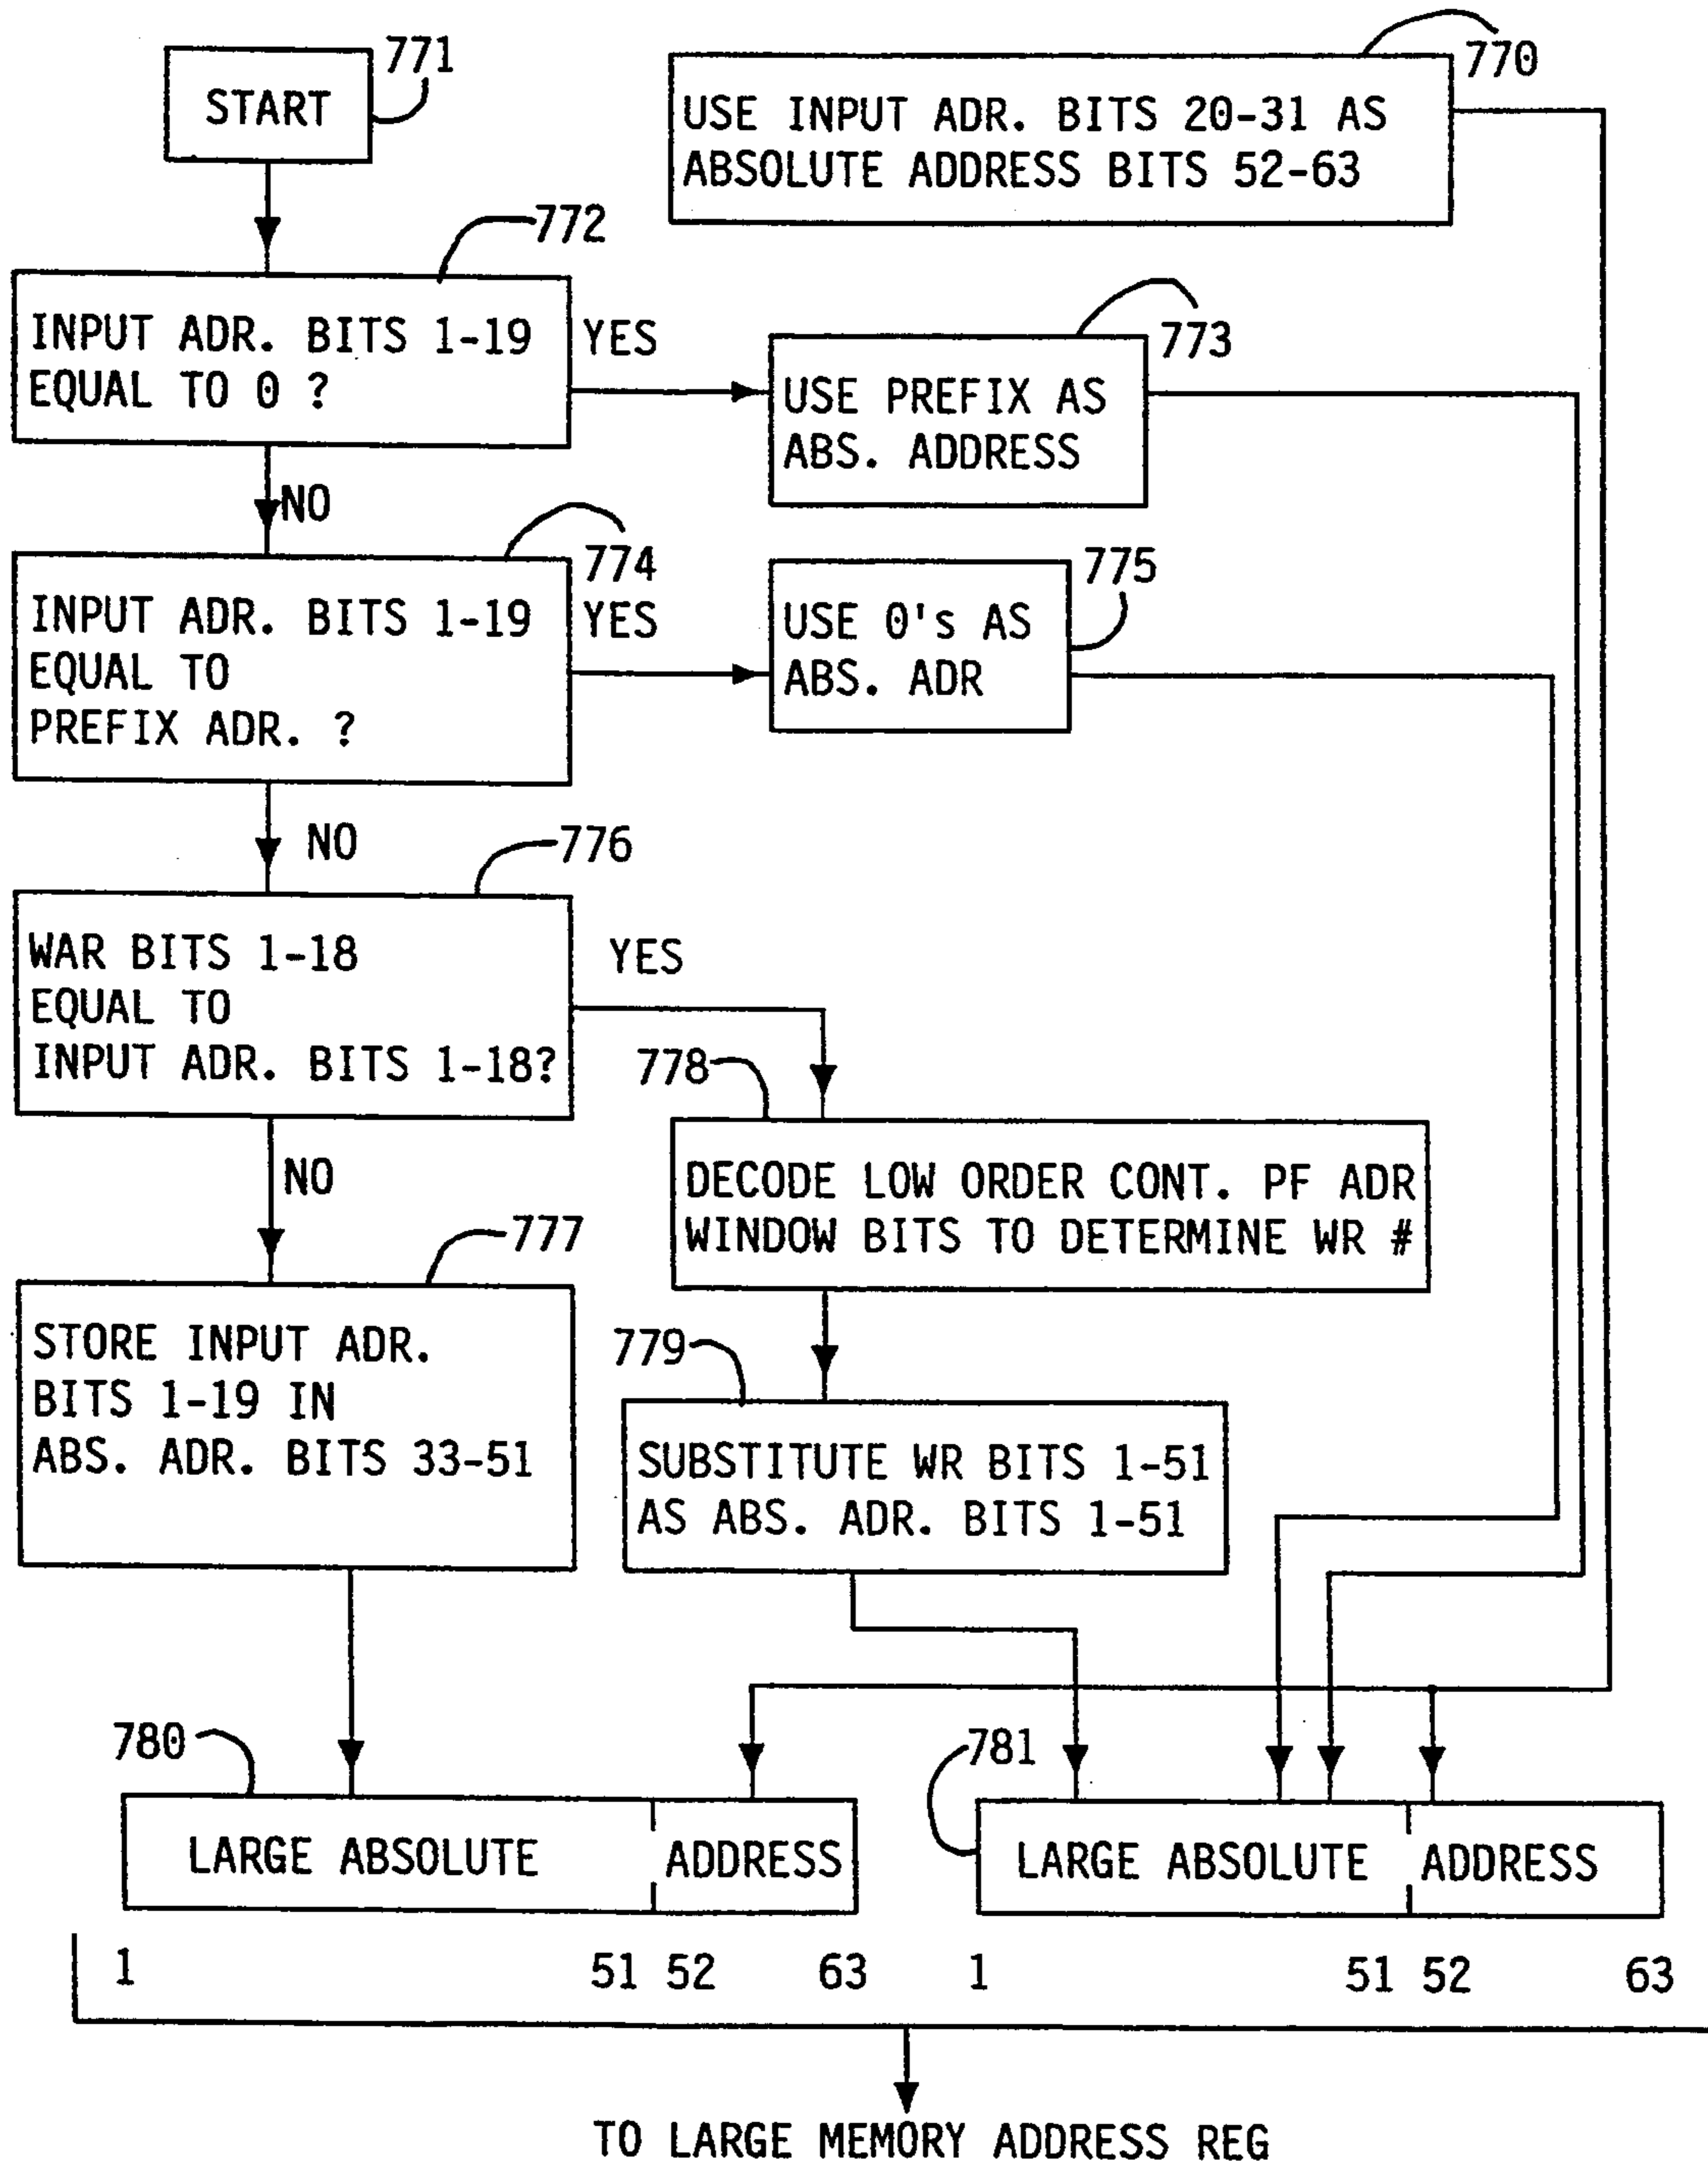 771
START
770
USE INPUT ADR. BITS 20-31 AS
ABSOLUTE ADDRESS BITS 52-63
772
INPUT ADR. BITS 1-19
EQUAL TO 0 ?
YES
773
USE PREFIX AS
ABS. ADDRESS
NO
774
INPUT ADR. BITS 1-19
EQUAL TO
PREFIX ADR. ?
YES
775
USE 0's AS
ABS. ADR
NO
776
WAR BITS 1-18
EQUAL TO
INPUT ADR. BITS 1-18?
YES
778
DECODE LOW ORDER CONT. PF ADR
WINDOW BITS TO DETERMINE WR #
NO
777
STORE INPUT ADR.
BITS 1-19 IN
ABS. ADR. BITS 33-51
779
SUBSTITUTE WR BITS 1-51
AS ABS. ADR. BITS 1-51
780
LARGE ABSOLUTE ADDRESS
781
LARGE ABSOLUTE ADDRESS
1 51 52 63 1 51 52 63
TO LARGE MEMORY ADDRESS REG